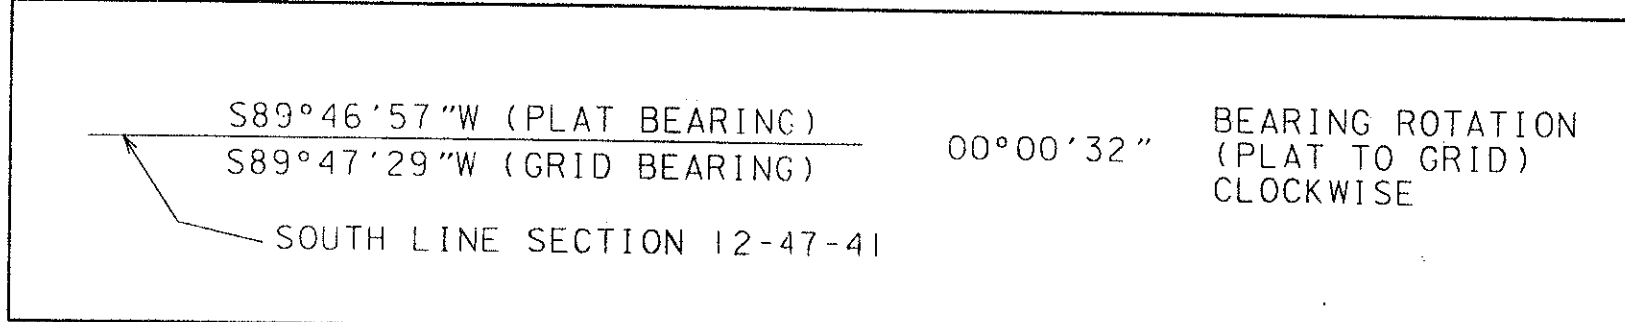 S89°46'57"W (PLAT BEARING)
S89°47'29"W (GRID BEARING)
SOUTH LINE SECTION 12-47-41
00°00'32"
BEARING ROTATION
(PLAT TO GRID)
CLOCKWISE